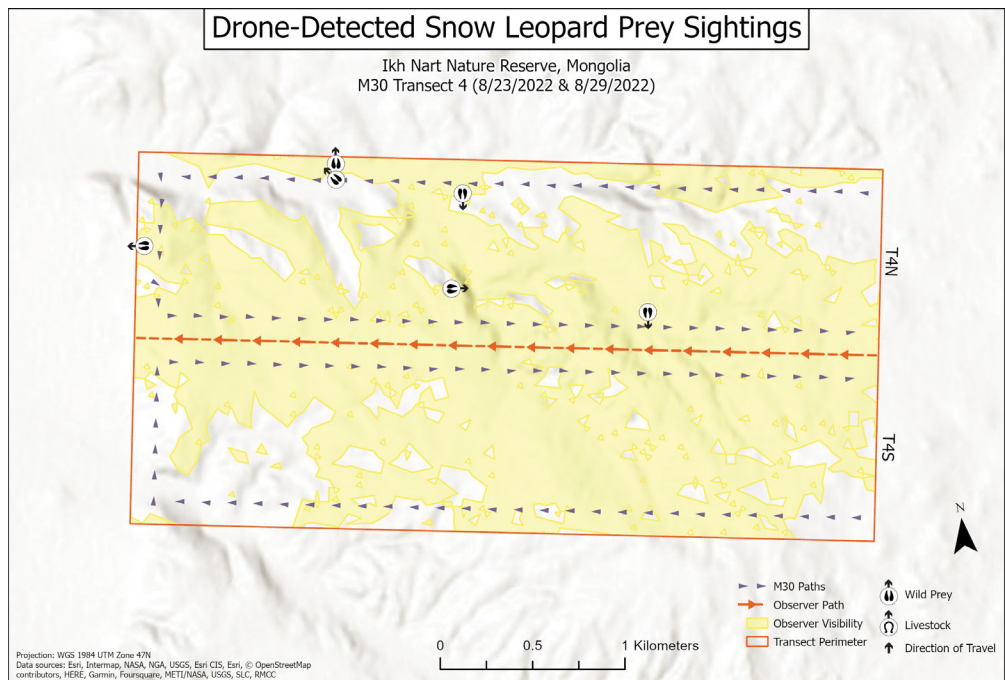 Drone-Detected Snow Leopard Prey Sightings
Ikh Nart Nature Reserve, Mongolia
M30 Transect 4 (8/23/2022 & 8/29/2022)
T4N
T4S
N
M30 Paths
Observer Path
Observer Visibility
Transect Perimeter
Wild Prey
Livestock
Direction of Travel
0 0.5 1 Kilometers
Projection: WGS 1984 UTM Zone 47N
Data sources: Esri, Intermap, NASA, NGA, USGS, Esri CIS, Esri, © OpenStreetMap
contributors, HERE, Garmin, Foursquare, METI/NASA, USGS, SLC, RMCC